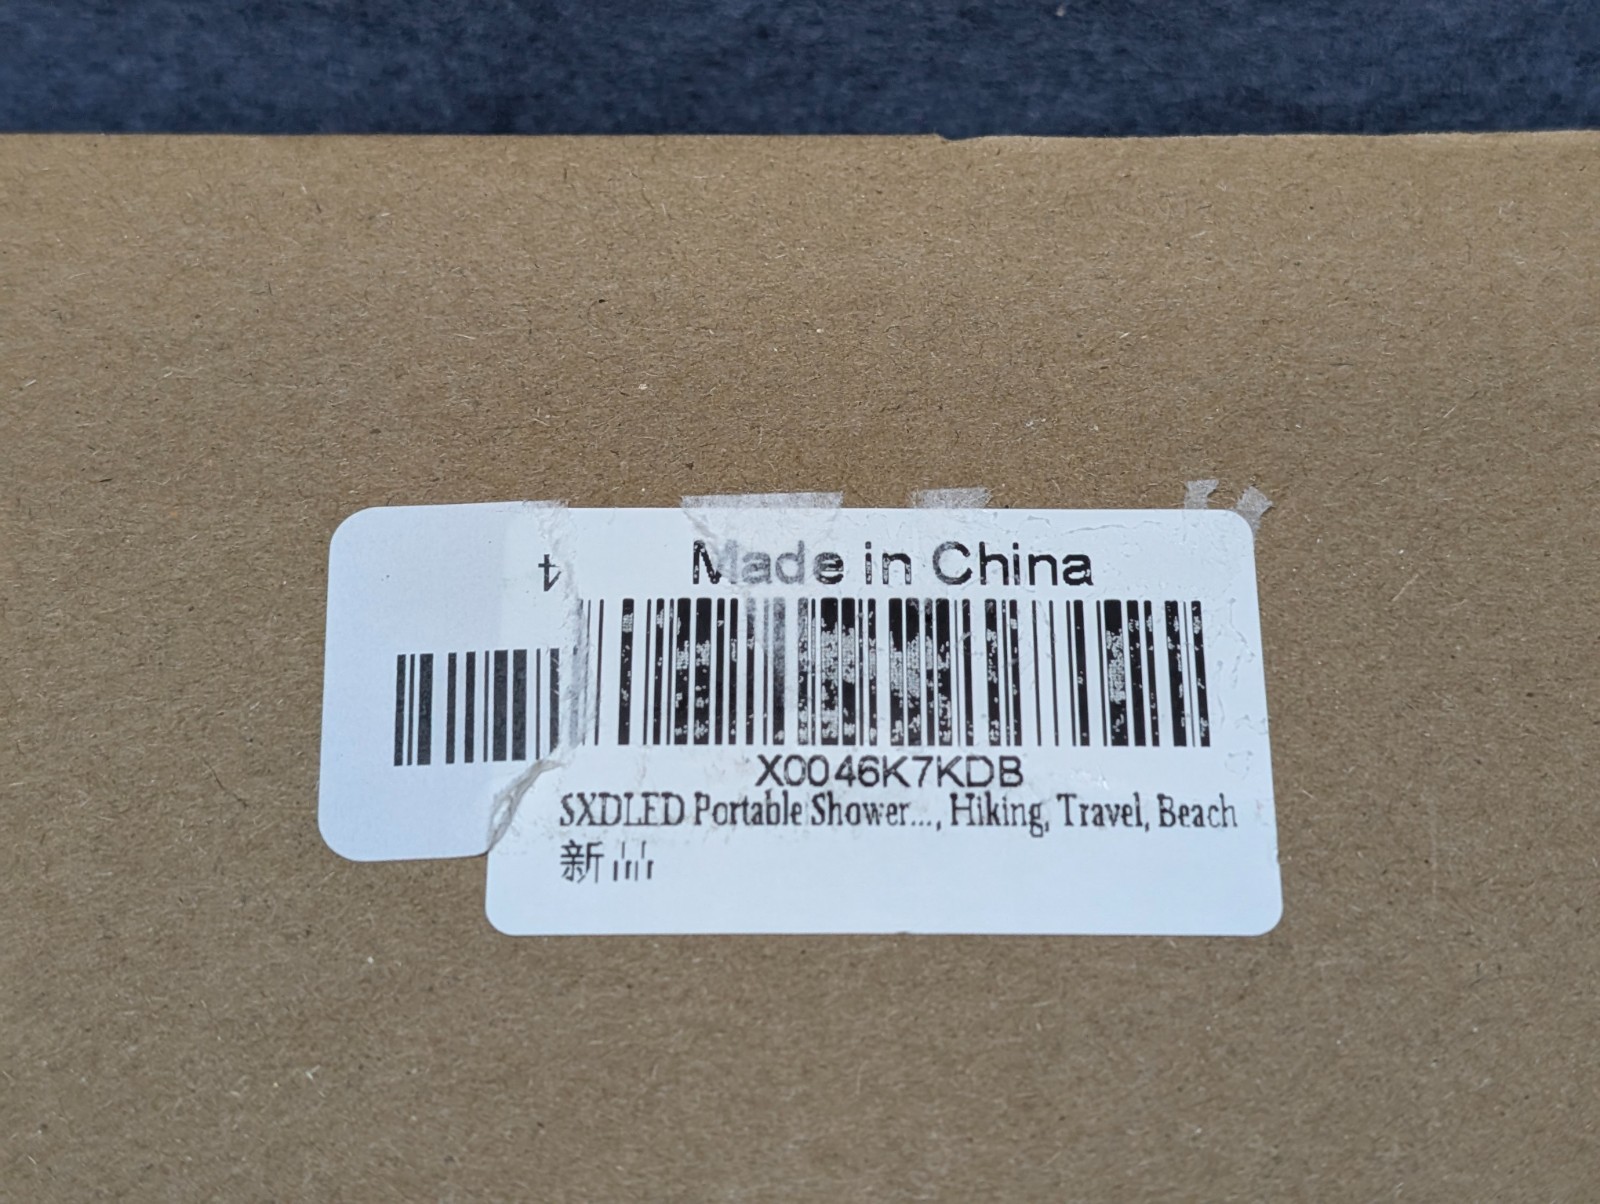 t
Made in China
X0046K7KDB
SXDLED Portable Shower..., Hiking, Travel, Beach
新品